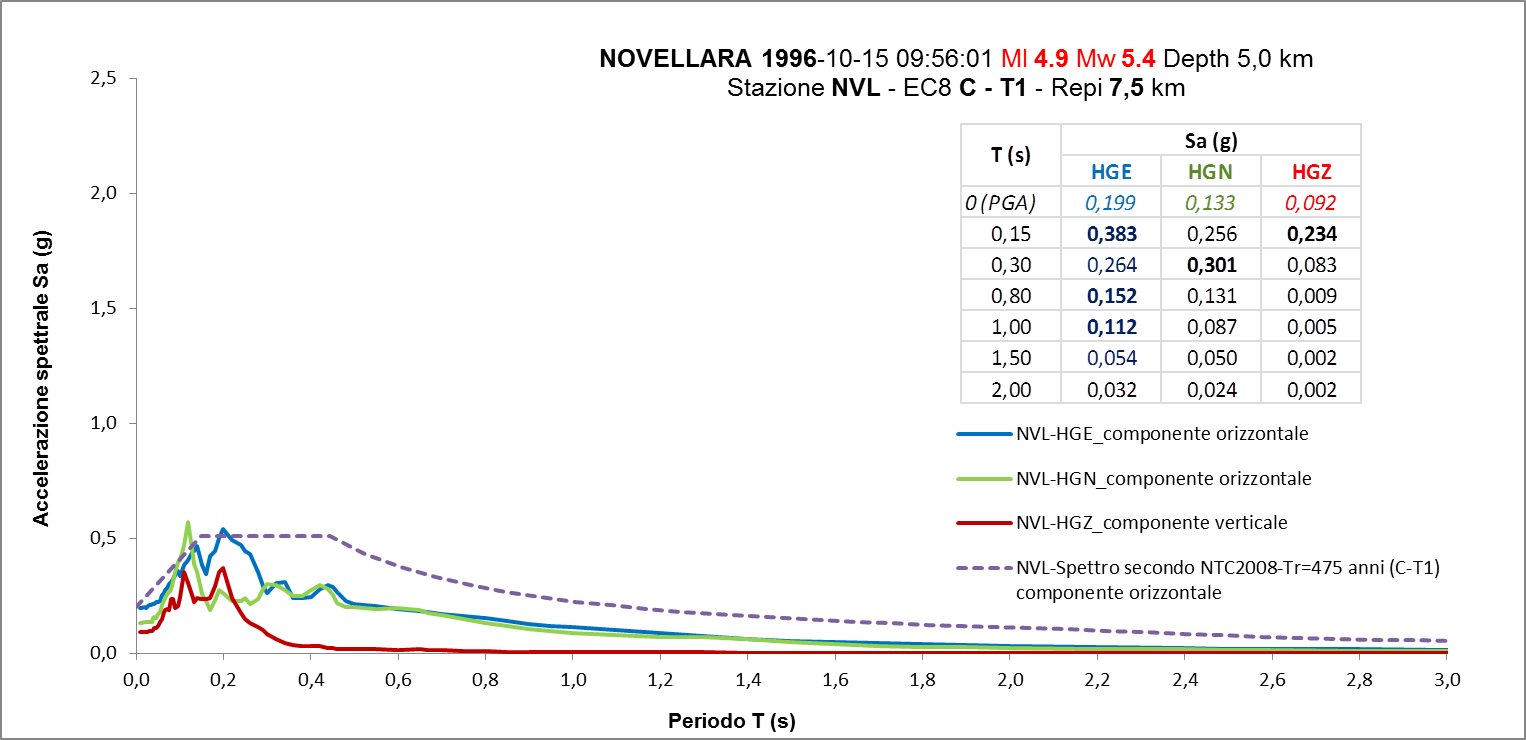 NOVELLARA 1996-10-15 09:56:01 Ml 4.9 Mw 5.4 Depth 5,0 km
Stazione NVL - EC8 C - T1 - Repi 7,5 km
Accelerazione spettrale Sa (g)
2,5
2,0
1,5
1,0
0,5
0,0
T (s) Sa (g)
HGE HGN HGZ
0 (PGA) 0,199 0,133 0,092
0,15 0,383 0,256 0,234
0,30 0,264 0,301 0,083
0,80 0,152 0,131 0,009
1,00 0,112 0,087 0,005
1,50 0,054 0,050 0,002
2,00 0,032 0,024 0,002
NVL-HGE_componente orizzontale
NVL-HGN_componente orizzontale
NVL-HGZ_componente verticale
NVL-Spettro secondo NTC2008-Tr=475 anni (C-T1)
componente orizzontale
0,0 0,2 0,4 0,6 0,8 1,0 1,2 1,4 1,6 1,8 2,0 2,2 2,4 2,6 2,8 3,0
Periodo T (s)